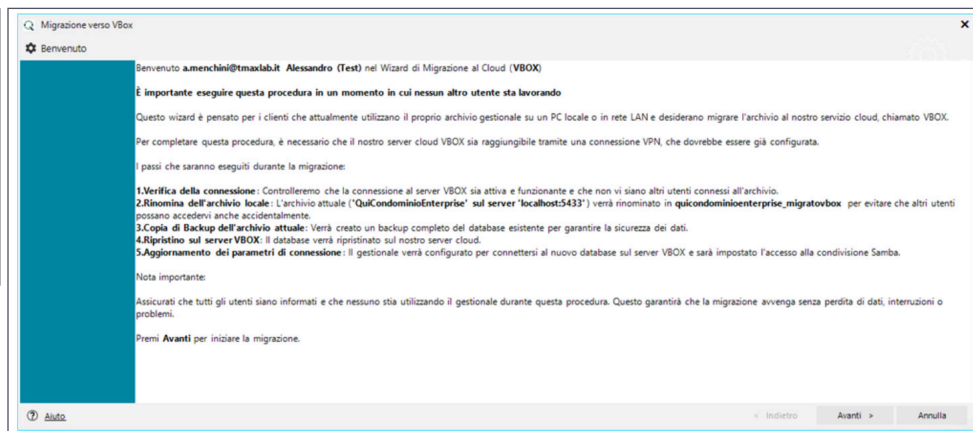 Migrazione verso VBox
Benvenuto
Benvenuto a.menchini@tmaxlab.it Alessandro (Test) nel Wizard di Migrazione al Cloud (VBOX)
È importante eseguire questa procedura in un momento in cui nessun altro utente sta lavorando
Questo wizard è pensato per i clienti che attualmente utilizzano il proprio archivio gestionale su un PC locale o in rete LAN e desiderano migrare l'archivio al nostro servizio cloud, chiamato VBOX.
Per completare questa procedura, è necessario che il nostro server cloud VBOX sia raggiungibile tramite una connessione VPN, che dovrebbe essere già configurata.
I passi che saranno eseguiti durante la migrazione:
1.Verifica della connessione: Controlleremo che la connessione al server VBOX sia attiva e funzionante e che non vi siano altri utenti connessi all'archivio.
2.Rinomina dell'archivio locale: L'archivio attuale ('QuiCondominioEnterprise' sul server 'localhost:5433') verrà rinominato in quicondominioenterprise_migratovbox per evitare che altri utenti
possano accedervi anche accidentalmente.
3.Copia di Backup dell'archivio attuale: Verrà creato un backup completo del database esistente per garantire la sicurezza dei dati.
4.Ripristino sul server VBOX: Il database verrà ripristinato sul nostro server cloud.
5.Aggiornamento dei parametri di connessione: Il gestionale verrà configurato per connettersi al nuovo database sul server VBOX e sarà impostato l'accesso alla condivisione Samba.
Nota importante:
Assicurati che tutti gli utenti siano informati e che nessuno stia utilizzando il gestionale durante questa procedura. Questo garantirà che la migrazione avvenga senza perdita di dati, interruzioni o
problemi.
Premi Avanti per iniziare la migrazione.
Aiuto
< Indietro Avanti > Annulla